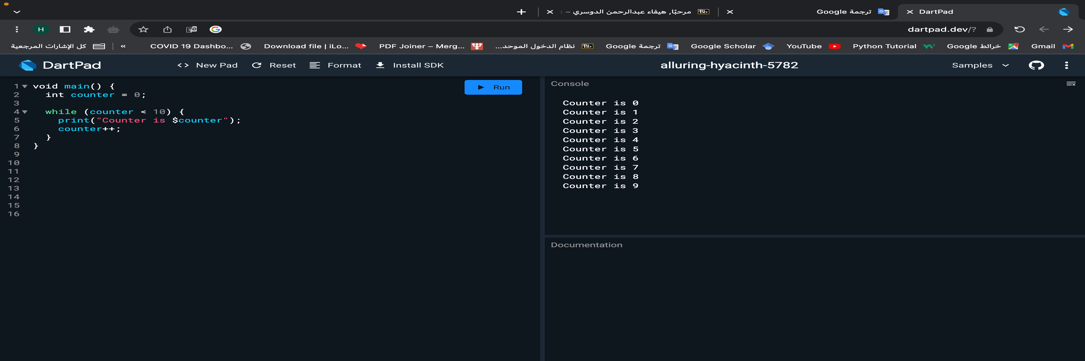 مرحبًا, هيفاء عبدالرحمن الدوسري –
ترجمة Google
DartPad
H
dartpad.dev/?
كل الإشارات المرجعية
»
COVID 19 Dashbo...
Download file | iLo...
PDF Joiner – Merg...
نظام الدخول الموحد...
ترجمة Google
Google Scholar
YouTube
Python Tutorial
خرائط Google
Gmail
DartPad
<> New Pad
Reset
Format
Install SDK
alluring-hyacinth-5782
Samples
Run
1 void main() {
2 int counter = 0;
3
4 while (counter < 10) {
5 print("Counter is $counter");
6 counter++;
7 }
8 }
9
10
11
12
13
14
15
16
Console
Counter is 0
Counter is 1
Counter is 2
Counter is 3
Counter is 4
Counter is 5
Counter is 6
Counter is 7
Counter is 8
Counter is 9
Documentation